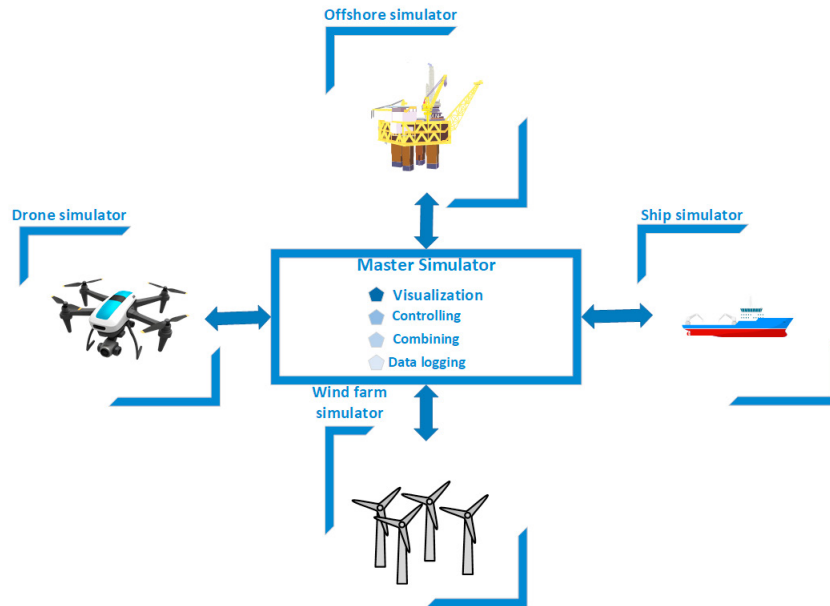 Offshore simulator
Drone simulator
Ship simulator
Master Simulator
Visualization
Controlling
Combining
Data logging
Wind farm
simulator